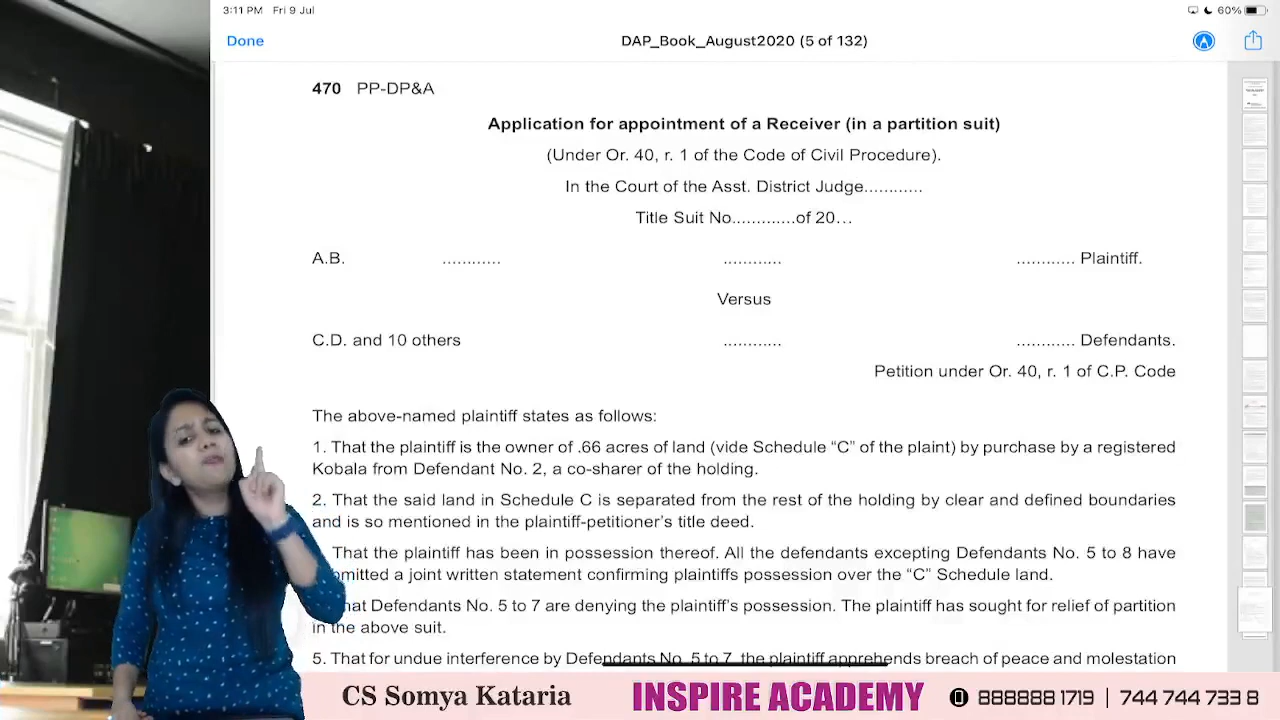 3:11 PM Fri 9 Jul
60%
Done
DAP_Book_August2020 (5 of 132)
470 PP-DP&A
Application for appointment of a Receiver (in a partition suit)
(Under Or. 40, r. 1 of the Code of Civil Procedure).
In the Court of the Asst. District Judge............
Title Suit No.............of 20...
A.B. ............ ............ ............ Plaintiff.
Versus
C.D. and 10 others ............ ............ Defendants.
Petition under Or. 40, r. 1 of C.P. Code
The above-named plaintiff states as follows:
1. That the plaintiff is the owner of .66 acres of land (vide Schedule “C” of the plaint) by purchase by a registered
Kobala from Defendant No. 2, a co-sharer of the holding.
2. That the said land in Schedule C is separated from the rest of the holding by clear and defined boundaries
and is so mentioned in the plaintiff-petitioner’s title deed.
That the plaintiff has been in possession thereof. All the defendants excepting Defendants No. 5 to 8 have
mitted a joint written statement confirming plaintiffs possession over the “C” Schedule land.
hat Defendants No. 5 to 7 are denying the plaintiff’s possession. The plaintiff has sought for relief of partition
in the above suit.
5. That for undue interference by Defendants No. 5 to 7, the plaintiff apprehends breach of peace and molestation
CS Somya Kataria INSPIRE ACADEMY 888888 1719 | 744 744 733 8